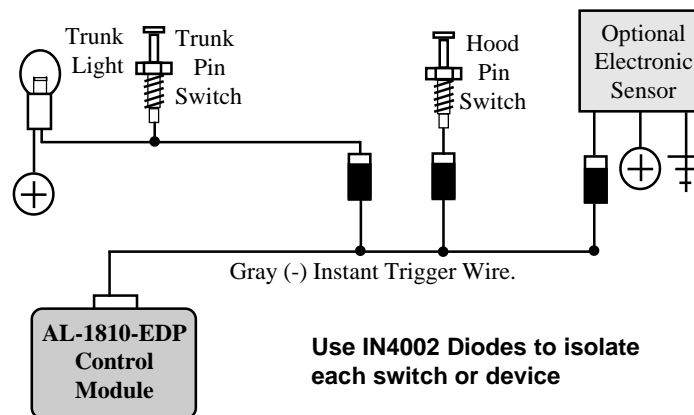 Trunk
Light
Trunk
Pin
Switch
Hood
Pin
Switch
Optional
Electronic
Sensor
Gray (-) Instant Trigger Wire.
AL-1810-EDP
Control
Module
Use IN4002 Diodes to isolate
each switch or device